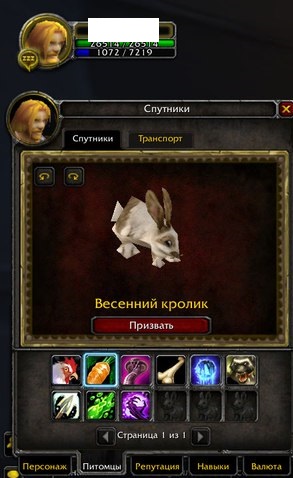 26514 / 26514
1072 / 7219
Спутники
Спутники
Транспорт
Весенний кролик
Призвать
Страница 1 из 1
Персонаж
Питомцы
Репутация
Навыки
Валюта